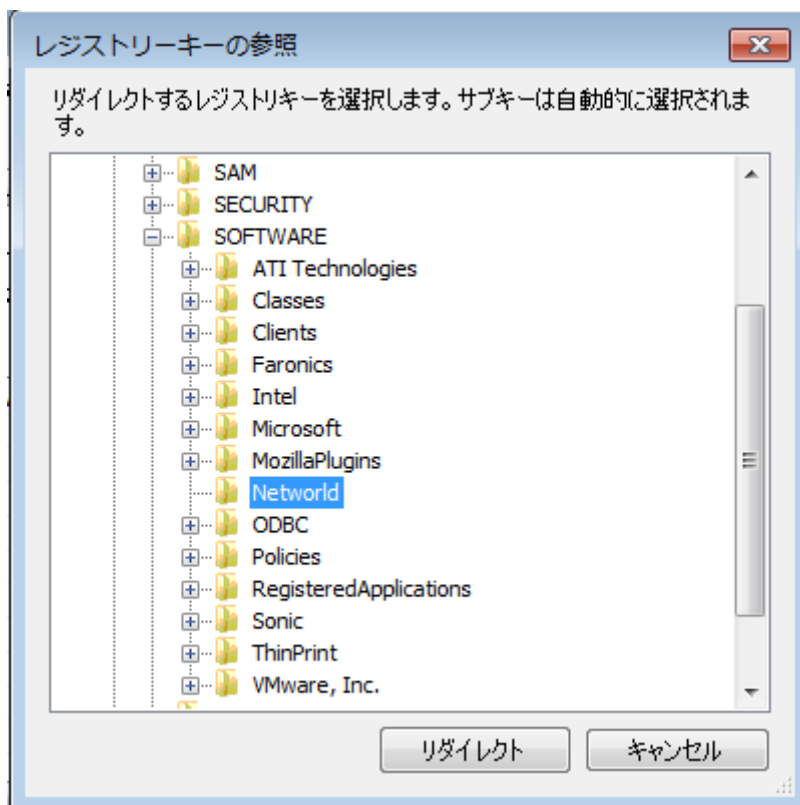 レジストリーキーの参照
リダイレクトするレジストリキーを選択します。サブキーは自動的に選択されま
す。
SAM
SECURITY
SOFTWARE
ATI Technologies
Classes
Clients
Faronics
Intel
Microsoft
MozillaPlugins
Networld
ODBC
Policies
RegisteredApplications
Sonic
ThinPrint
VMware, Inc.
リダイレクト キャンセル